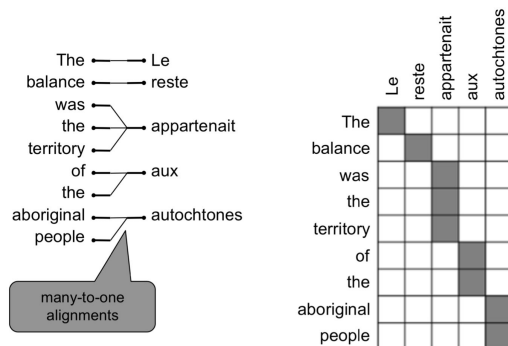 The Le
balance reste
was
the appartenait
territory
of
the aux
aboriginal autochtones
people
many-to-one
alignments
Le reste appartenait aux autochtones
The
balance
was
the
territory
of
the
aboriginal
people